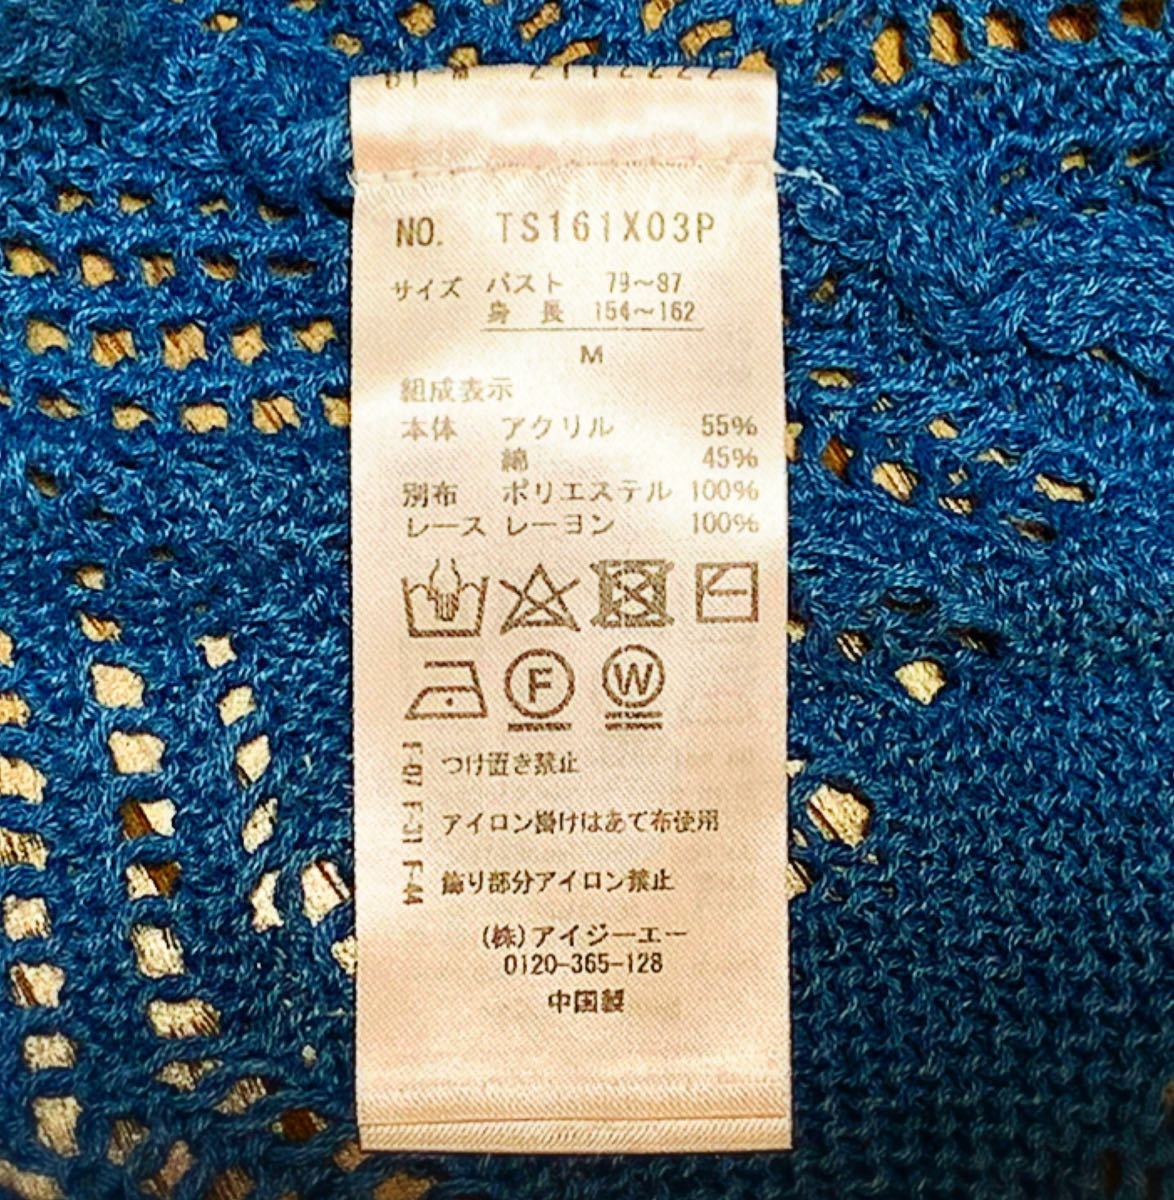 NO. TS161X03P
サイズ バスト 79〜87
身長 154〜162
M
組成表示
本体 アクリル 55%
綿 45%
別布 ポリエステル 100%
レース レーヨン 100%
F W
F-07 つけ置き禁止
F-31 アイロン掛けはあて布使用
F-44 飾り部分アイロン禁止
(株)アイジーエー
0120-365-128
中国製